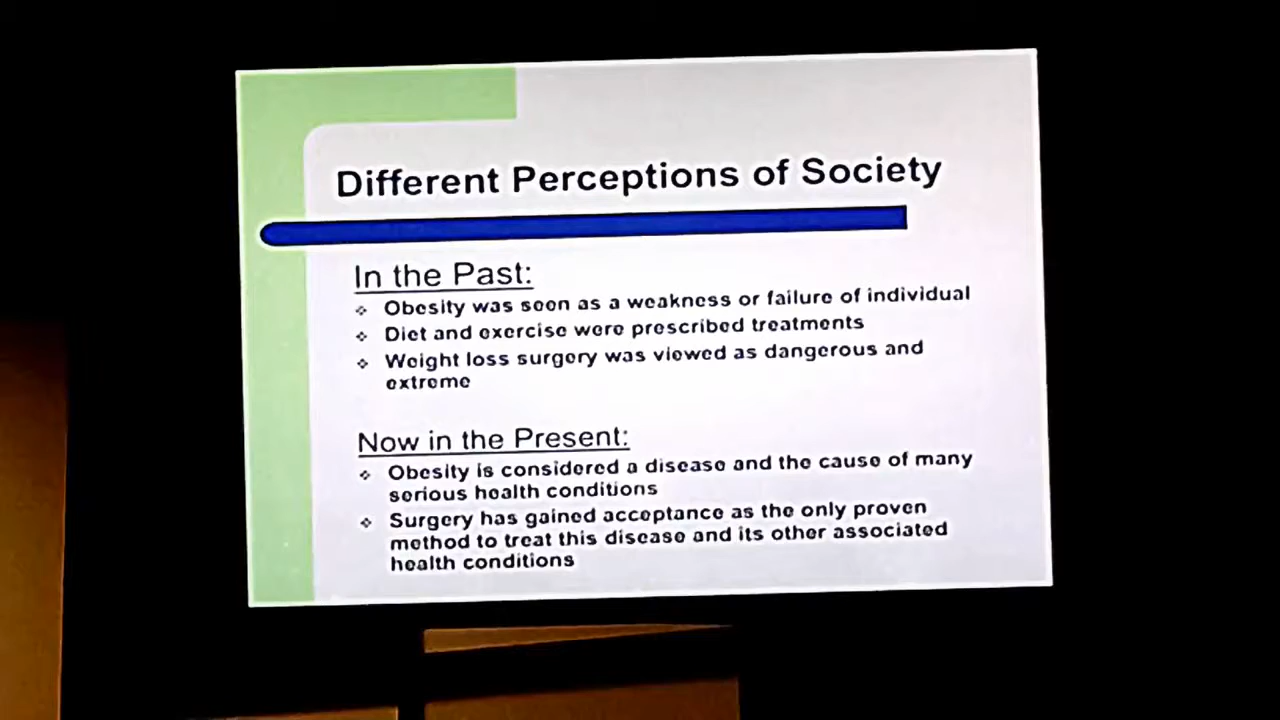 Different Perceptions of Society
In the Past:
Obesity was seen as a weakness or failure of individual
Diet and exercise were prescribed treatments
Weight loss surgery was viewed as dangerous and
extreme
Now in the Present:
Obesity is considered a disease and the cause of many
serious health conditions
Surgery has gained acceptance as the only proven
method to treat this disease and its other associated
health conditions